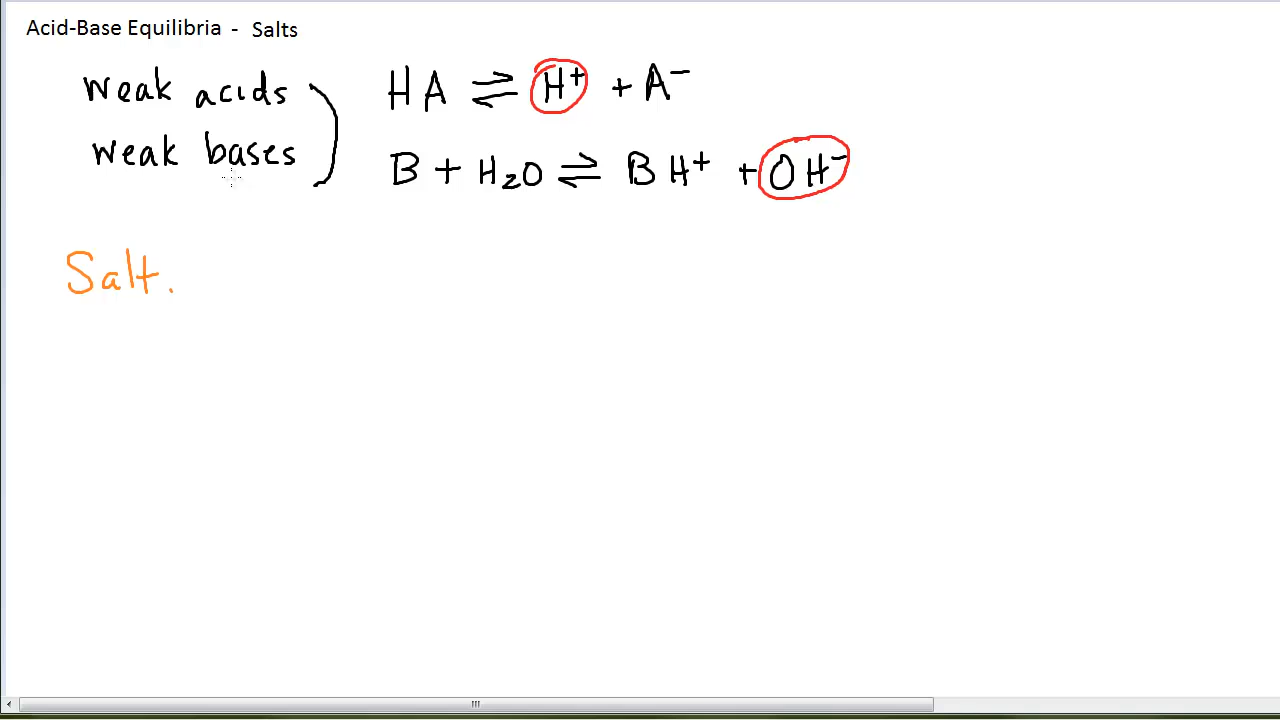 Acid-Base Equilibria - Salts
weak acids HA ⇌ H⁺ + A⁻
weak bases B + H₂O ⇌ BH⁺ + OH⁻
Salt.